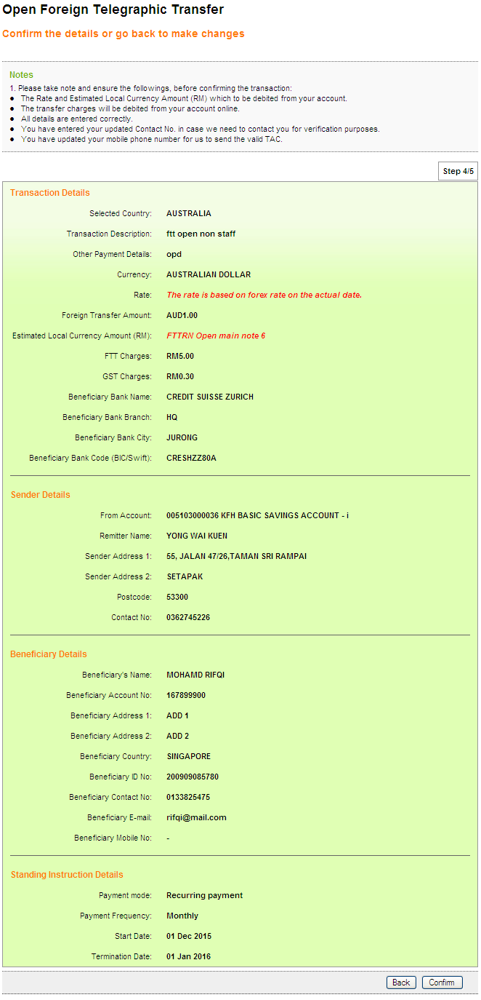 Open Foreign Telegraphic Transfer
Confirm the details or go back to make changes
Notes
1. Please take note and ensure the followings, before confirming the transaction:
● The Rate and Estimated Local Currency Amount (RM) which to be debited from your account.
● The transfer charges will be debited from your account online.
● All details are entered correctly.
● You have entered your updated Contact No. in case we need to contact you for verification purposes.
● You have updated your mobile phone number for us to send the valid TAC.
Step 4/5
Transaction Details
Selected Country: AUSTRALIA
Transaction Description: ftt open non staff
Other Payment Details: opd
Currency: AUSTRALIAN DOLLAR
Rate: The rate is based on forex rate on the actual date.
Foreign Transfer Amount: AUD1.00
Estimated Local Currency Amount (RM): FTTRN Open main note 6
FTT Charges: RM5.00
GST Charges: RM0.30
Beneficiary Bank Name: CREDIT SUISSE ZURICH
Beneficiary Bank Branch: HQ
Beneficiary Bank City: JURONG
Beneficiary Bank Code (BIC/Swift): CRESHZZ80A
Sender Details
From Account: 005103000036 KFH BASIC SAVINGS ACCOUNT - i
Remitter Name: YONG WAI KUEN
Sender Address 1: 55, JALAN 47/26,TAMAN SRI RAMPAI
Sender Address 2: SETAPAK
Postcode: 53300
Contact No: 0362745226
Beneficiary Details
Beneficiary's Name: MOHAMD RIFQI
Beneficiary Account No: 167899900
Beneficiary Address 1: ADD 1
Beneficiary Address 2: ADD 2
Beneficiary Country: SINGAPORE
Beneficiary ID No: 200909085780
Beneficiary Contact No: 0133825475
Beneficiary E-mail: rifqi@mail.com
Beneficiary Mobile No: -
Standing Instruction Details
Payment mode: Recurring payment
Payment Frequency: Monthly
Start Date: 01 Dec 2015
Termination Date: 01 Jan 2016
Back Confirm